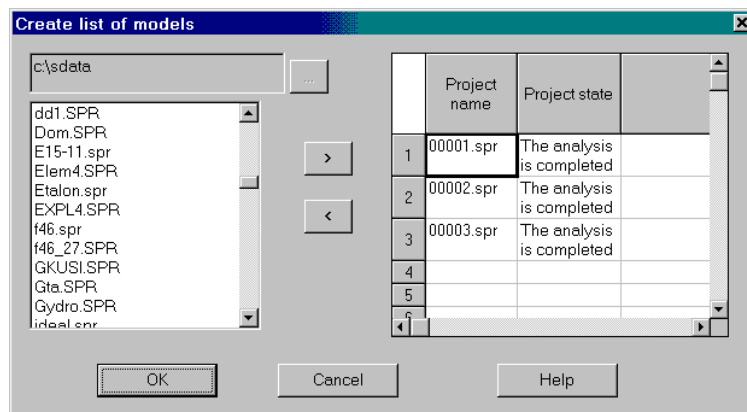 Create list of models
c:\sdata
...
dd1.SPR
Dom.SPR
E15-11.spr
Elem4.SPR
Etalon.spr
EXPL4.SPR
f46.spr
f46_27.SPR
GKUSI.SPR
Gta.SPR
Gydro.SPR
ideal.spr
>
<
Project
name
Project state
1 00001.spr The analysis
is completed
2 00002.spr The analysis
is completed
3 00003.spr The analysis
is completed
4
5
6
OK
Cancel
Help